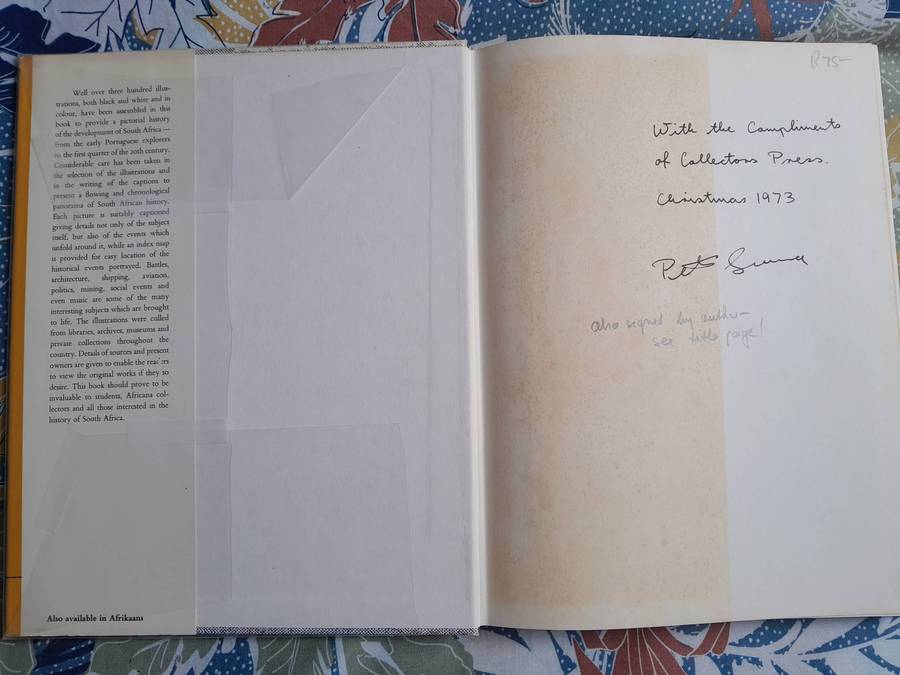 Well over three hundred illus-
trations, both black and white and in
colour, have been assembled in this
book to provide a pictorial history
of the development of South Africa —
from the early Portuguese explorers
to the first quarter of the 20th century.
Considerable care has been taken in
the selection of the illustrations and
in the writing of the captions to
present a flowing and chronological
panorama of South African history.
Each picture is suitably captioned
giving details not only of the subject
itself, but also of the events which
unfold around it, while an index map
is provided for easy location of the
historical events portrayed. Battles,
architecture, shipping, aviation,
politics, mining, social events and
even music are some of the many
interesting subjects which are brought
to life. The illustrations were culled
from libraries, archives, museums and
private collections throughout the
country. Details of sources and present
owners are given to enable the readers
to view the original works if they so
desire. This book should prove to be
invaluable to students, Africana col-
lectors and all those interested in the
history of South Africa.
Also available in Afrikaans
R75-
With the Compliments
of Collectors Press.
Christmas 1973
also signed by author-
see title page!